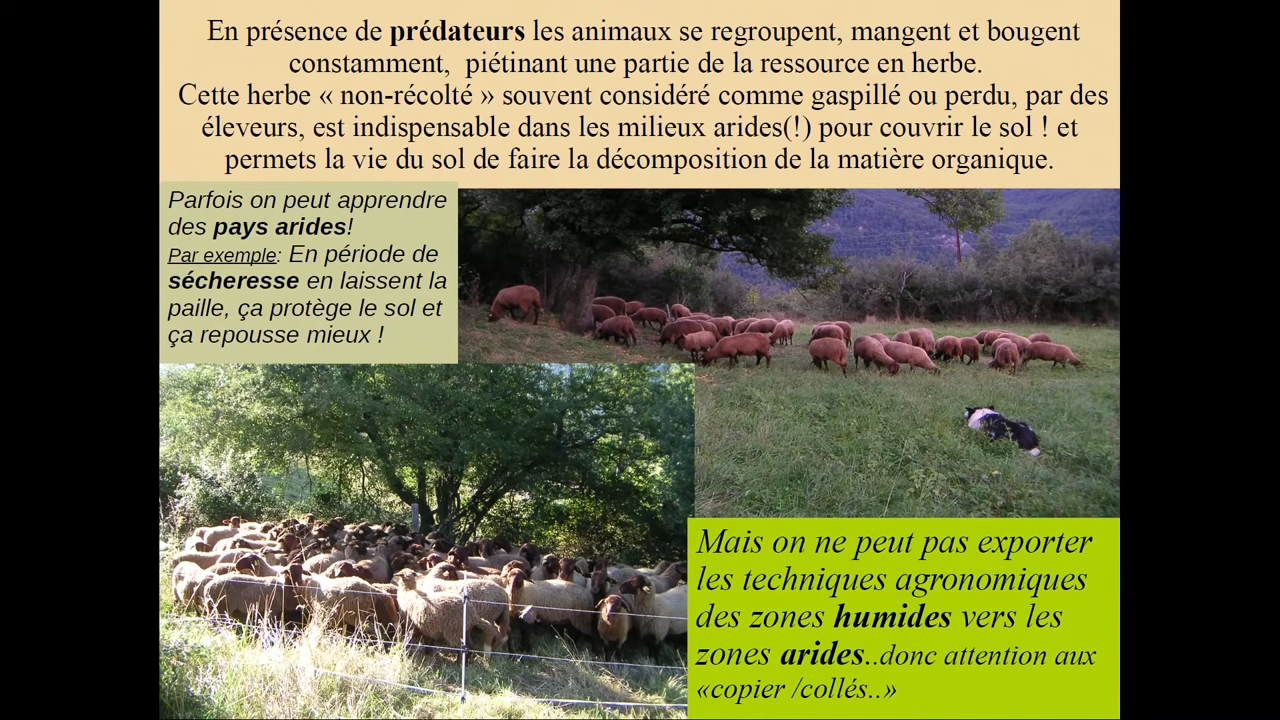 En présence de prédateurs les animaux se regroupent, mangent et bougent
constamment,  piétinant une partie de la ressource en herbe.
Cette herbe « non-récolté » souvent considéré comme gaspillé ou perdu, par des
éleveurs, est indispensable dans les milieux arides(!) pour couvrir le sol ! et
permets la vie du sol de faire la décomposition de la matière organique.
Parfois on peut apprendre
des pays arides!
Par exemple: En période de
sécheresse en laissent la
paille, ça protège le sol et
ça repousse mieux !
Mais on ne peut pas exporter
les techniques agronomiques
des zones humides vers les
zones arides..donc attention aux
«copier /collés..»